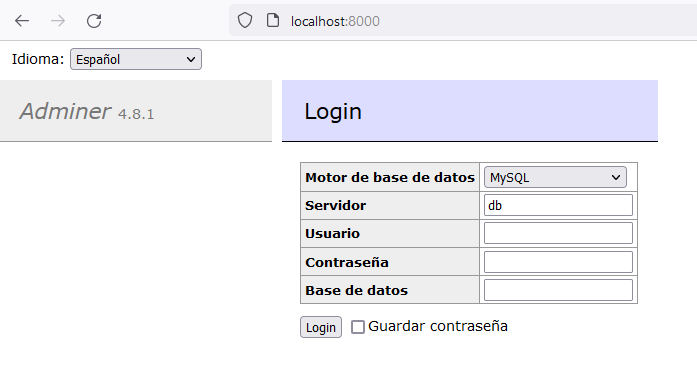 localhost:8000
Idioma: Español
Adminer 4.8.1
Login
Motor de base de datos MySQL
Servidor db
Usuario
Contraseña
Base de datos
Login Guardar contraseña